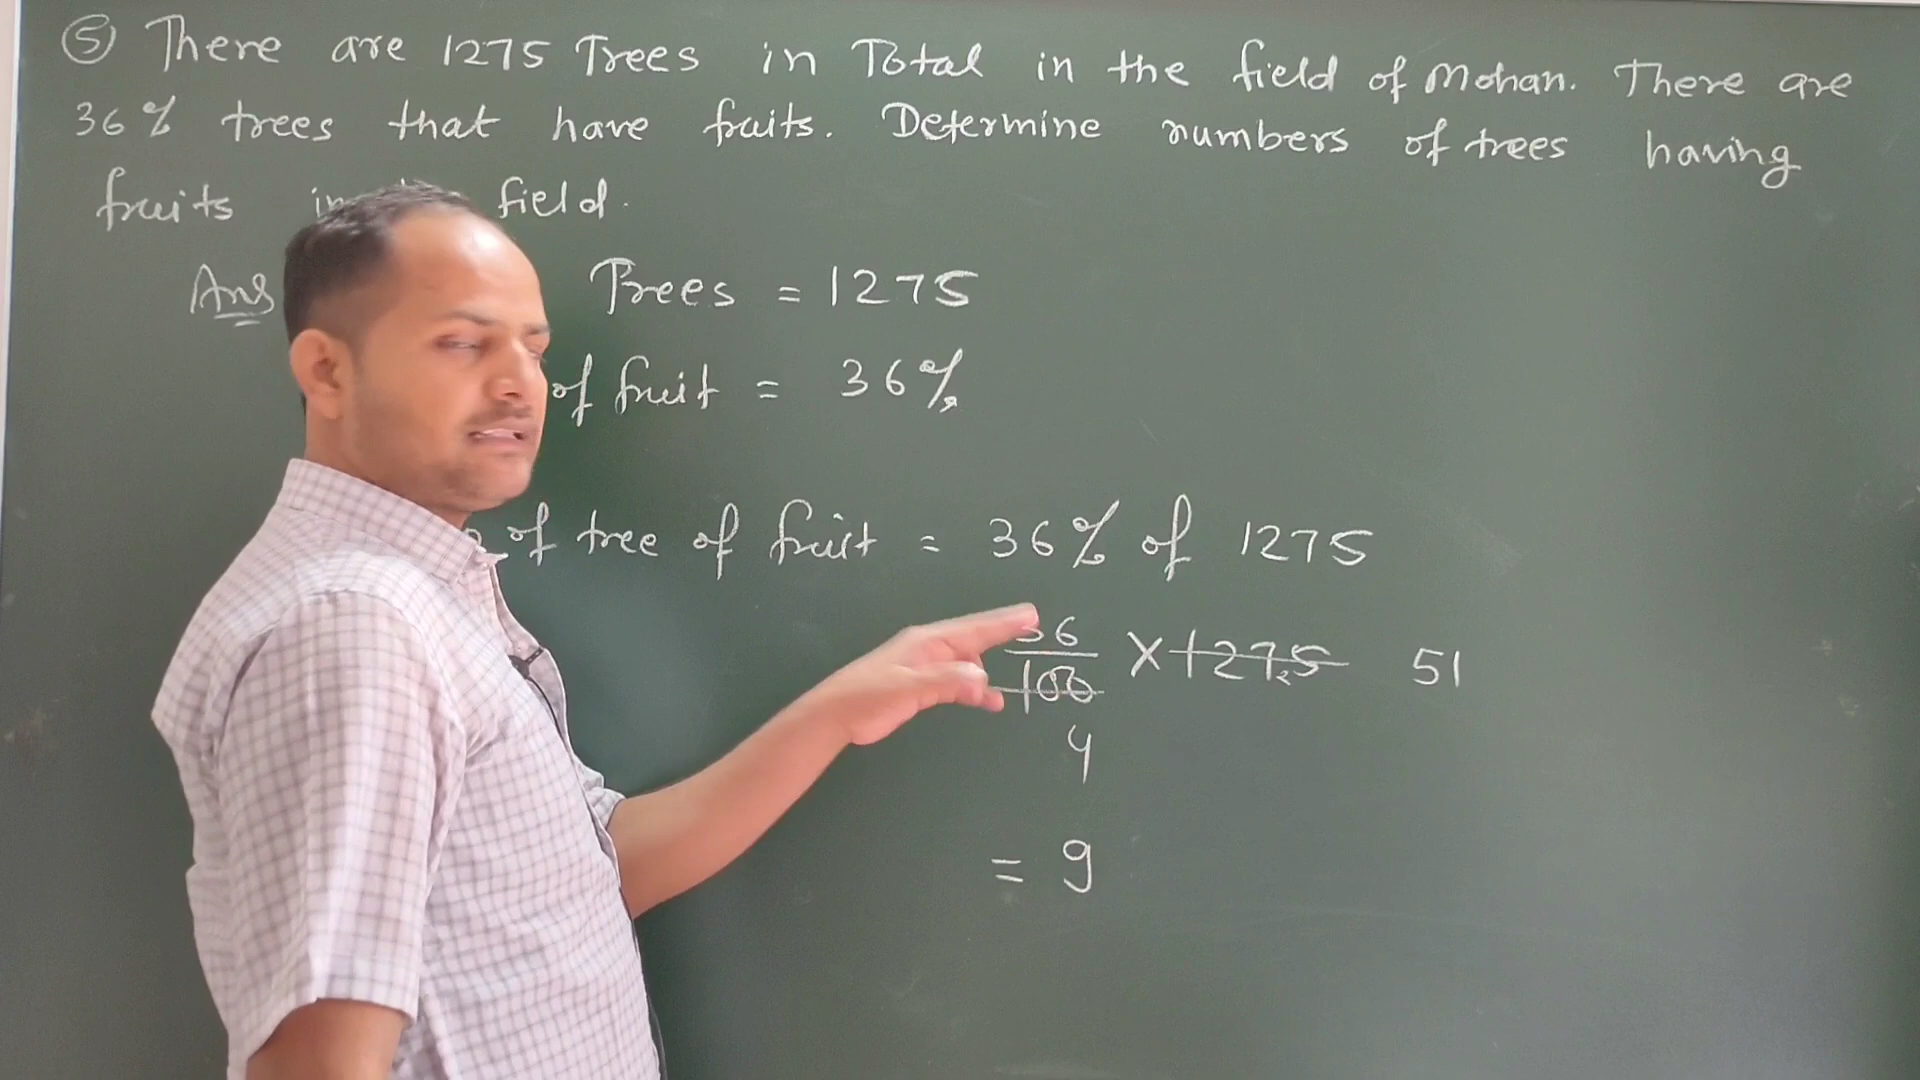 ⑤ There are 1275 Trees in Total in the field of Mohan. There are
36% trees that have fruits. Determine numbers of trees having
fruits in field.
Ans Trees = 1275
of fruit = 36%
of tree of fruit = 36% of 1275
36
100 × 1275 51
4
= 9